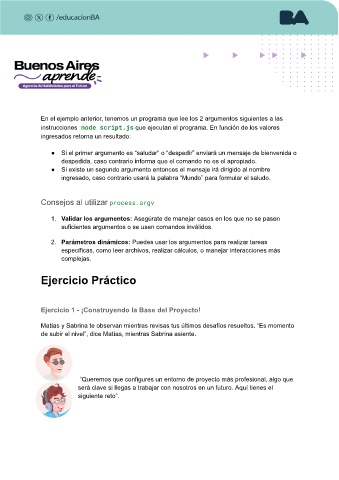 /educacionBA
BA
Buenos Aires
aprende
Agencia de Habilidades para el Futuro
En el ejemplo anterior, tenemos un programa que lee los 2 argumentos siguientes a las
instrucciones node script.js que ejecutan el programa. En función de los valores
ingresados retorna un resultado:
● Si el primer argumento es “saludar” o “despedir” enviará un mensaje de bienvenida o
despedida, caso contrario informa que el comando no es el apropiado.
● Si existe un segundo argumento entonces el mensaje irá dirigido al nombre
ingresado, caso contrario usará la palabra “Mundo” para formular el saludo.
Consejos al utilizar process.argv
1. Validar los argumentos: Asegúrate de manejar casos en los que no se pasen
suficientes argumentos o se usen comandos inválidos.
2. Parámetros dinámicos: Puedes usar los argumentos para realizar tareas
específicas, como leer archivos, realizar cálculos, o manejar interacciones más
complejas.
Ejercicio Práctico
Ejercicio 1 - ¡Construyendo la Base del Proyecto!
Matías y Sabrina te observan mientras revisas tus últimos desafíos resueltos. “Es momento
de subir el nivel”, dice Matías, mientras Sabrina asiente.
“Queremos que configures un entorno de proyecto más profesional, algo que
será clave si llegas a trabajar con nosotros en un futuro. Aquí tienes el
siguiente reto”.